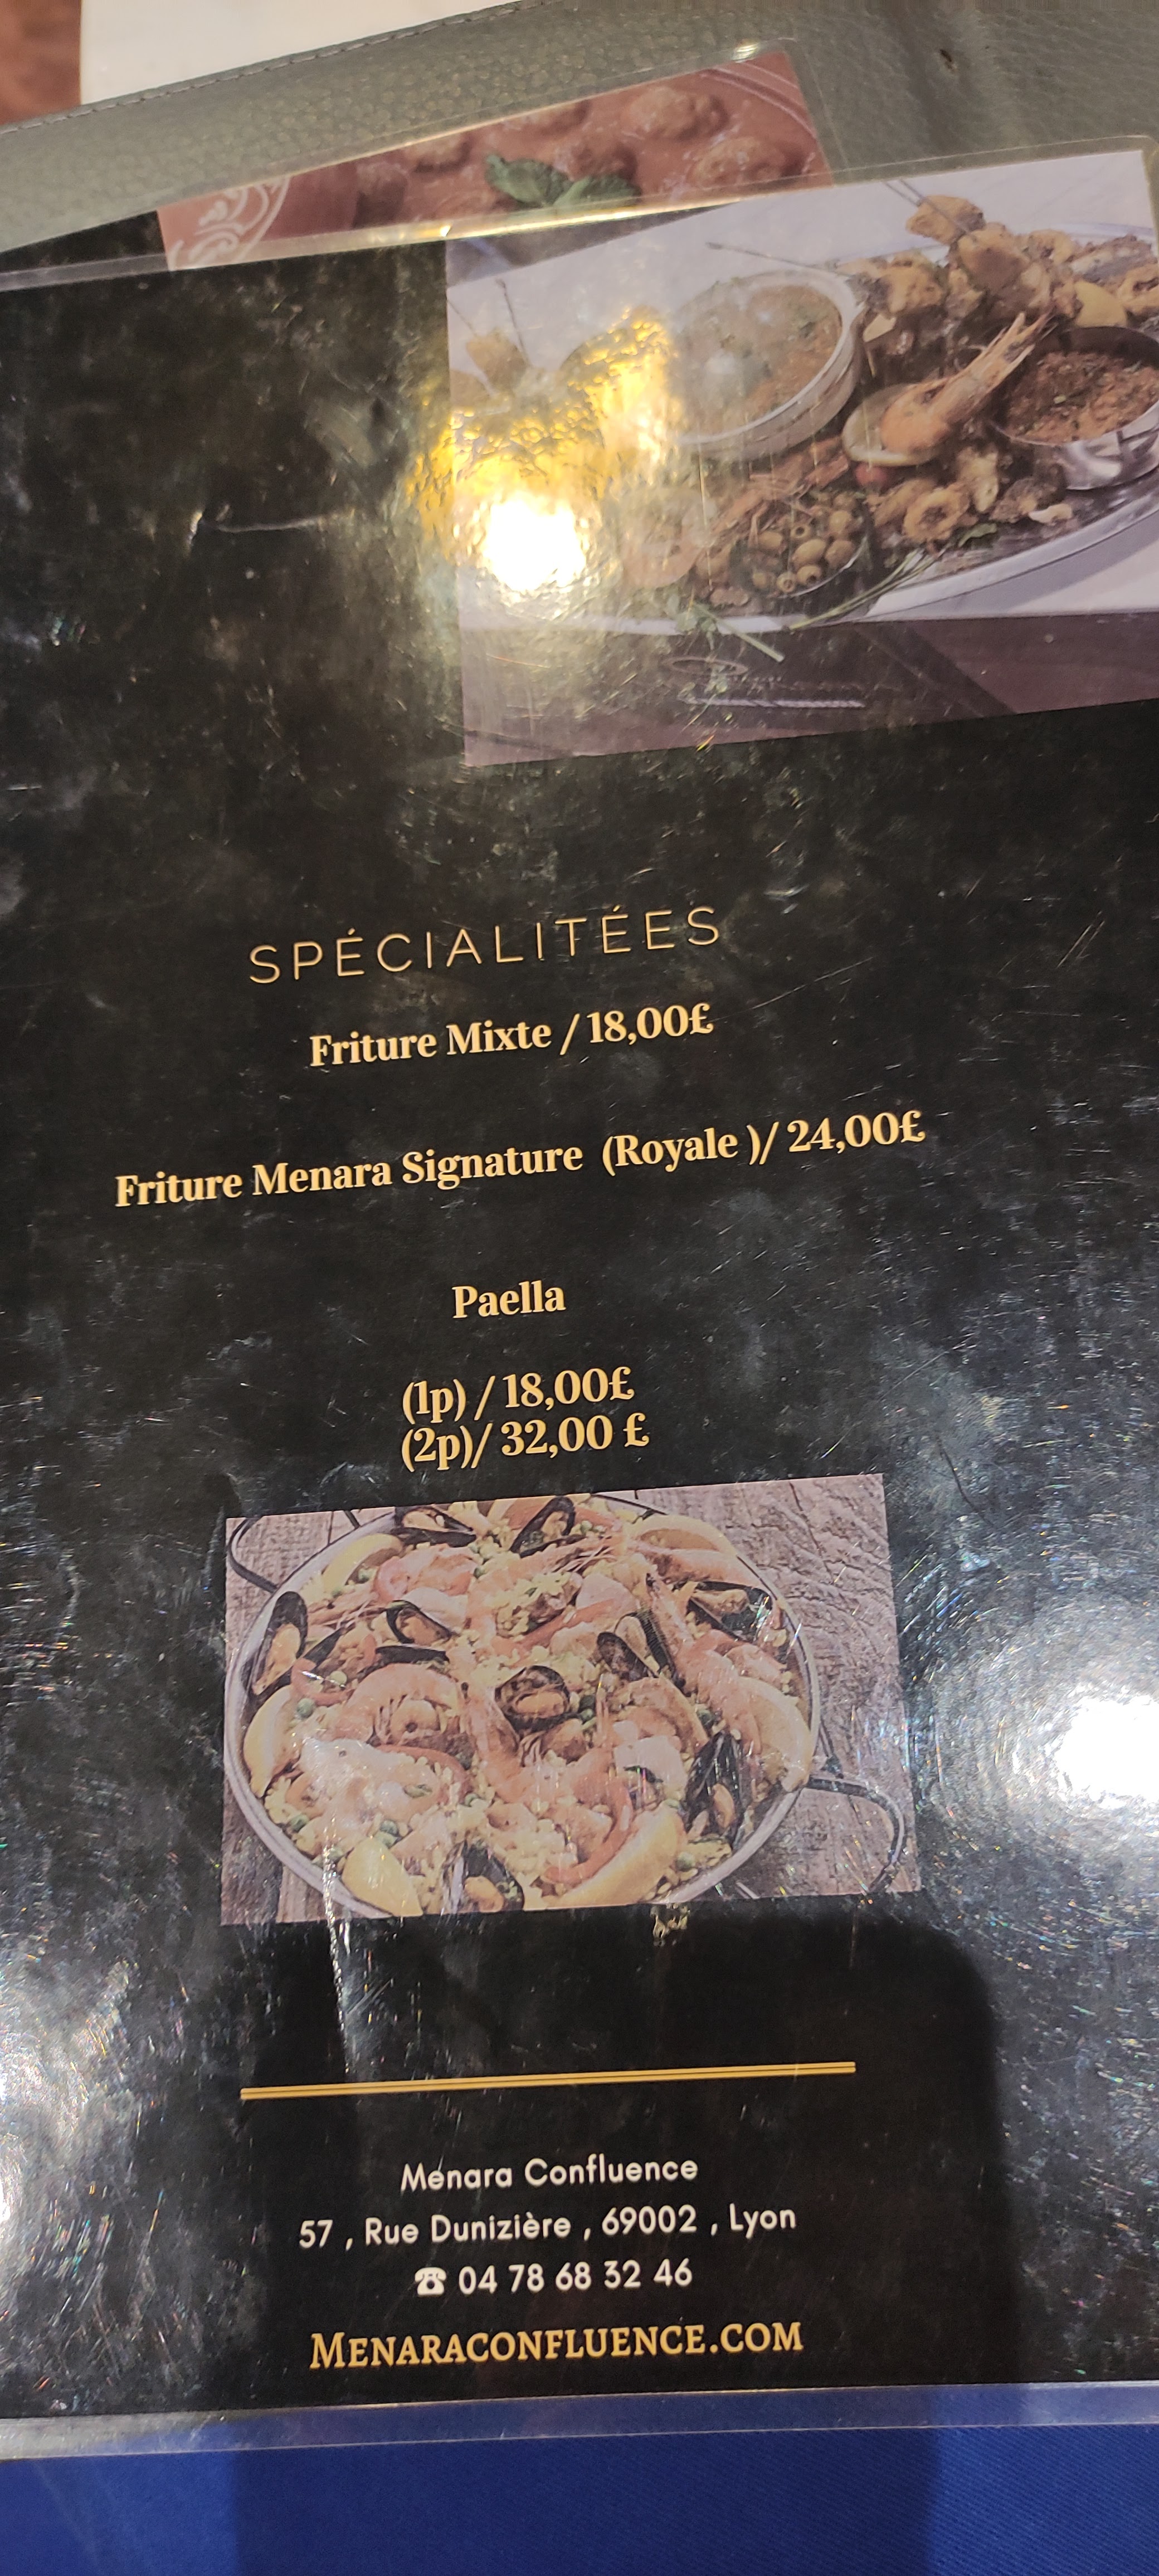 SPÉCIALITÉES
Friture Mixte / 18,00£
Friture Menara Signature (Royale )/ 24,00£
Paella
(1p) / 18,00£
(2p)/ 32,00 £
Menara Confluence
57 , Rue Dunizière , 69002 , Lyon
☎ 04 78 68 32 46
MENARACONFLUENCE.COM